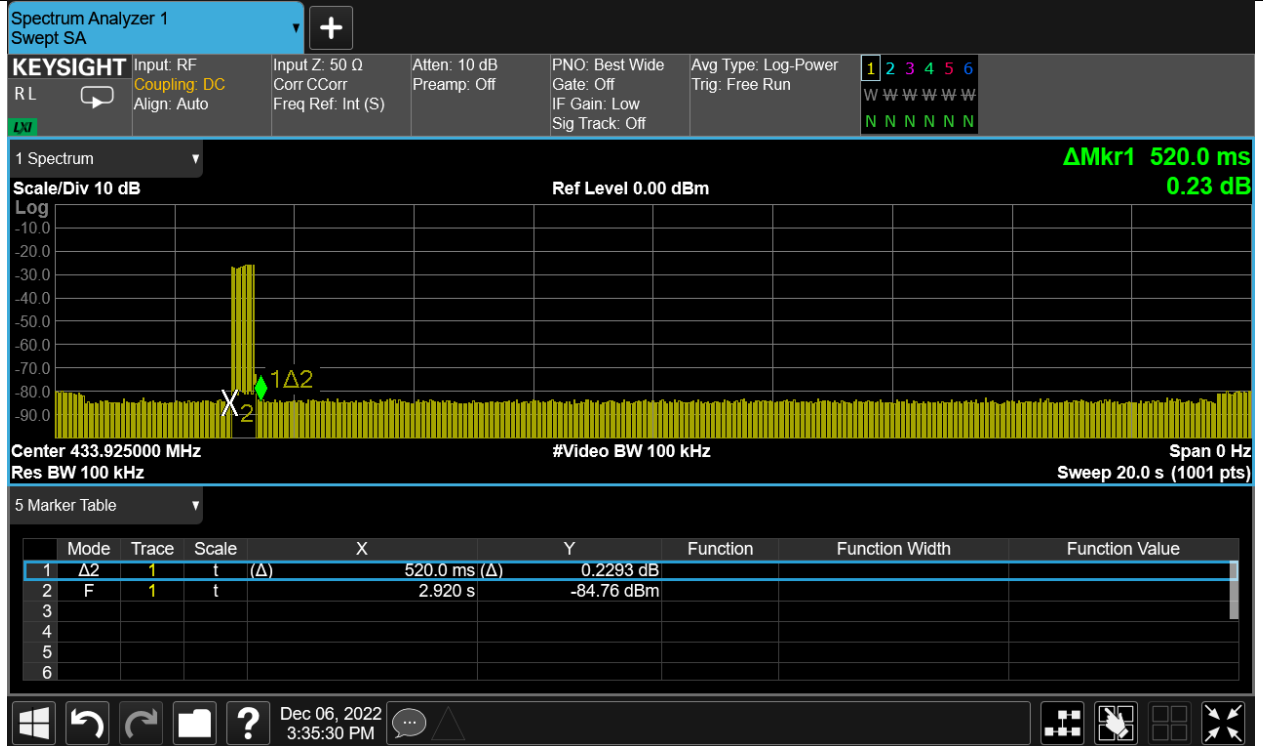 Spectrum Analyzer 1
Swept SA
KEYSIGHT Input: RF Input Z: 50 Ω Atten: 10 dB PNO: Best Wide Avg Type: Log-Power 1 2 3 4 5 6
R L Coupling: DC Corr CCorr Preamp: Off Gate: Off Trig: Free Run
Align: Auto Freq Ref: Int (S) IF Gain: Low W W W W W W
LXI Sig Track: Off N N N N N N
1 Spectrum ΔMkr1 520.0 ms
Scale/Div 10 dB Ref Level 0.00 dBm 0.23 dB
Log
-10.0
-20.0
-30.0
-40.0
-50.0
-60.0
-70.0
1Δ2
-80.0
X2
-90.0
Center 433.925000 MHz #Video BW 100 kHz Span 0 Hz
Res BW 100 kHz Sweep 20.0 s (1001 pts)
5 Marker Table
Mode Trace Scale X Y Function Function Width Function Value
1 Δ2 1 t (Δ) 520.0 ms (Δ) 0.2293 dB
2 F 1 t 2.920 s -84.76 dBm
3
4
5
6
? Dec 06, 2022
3:35:30 PM